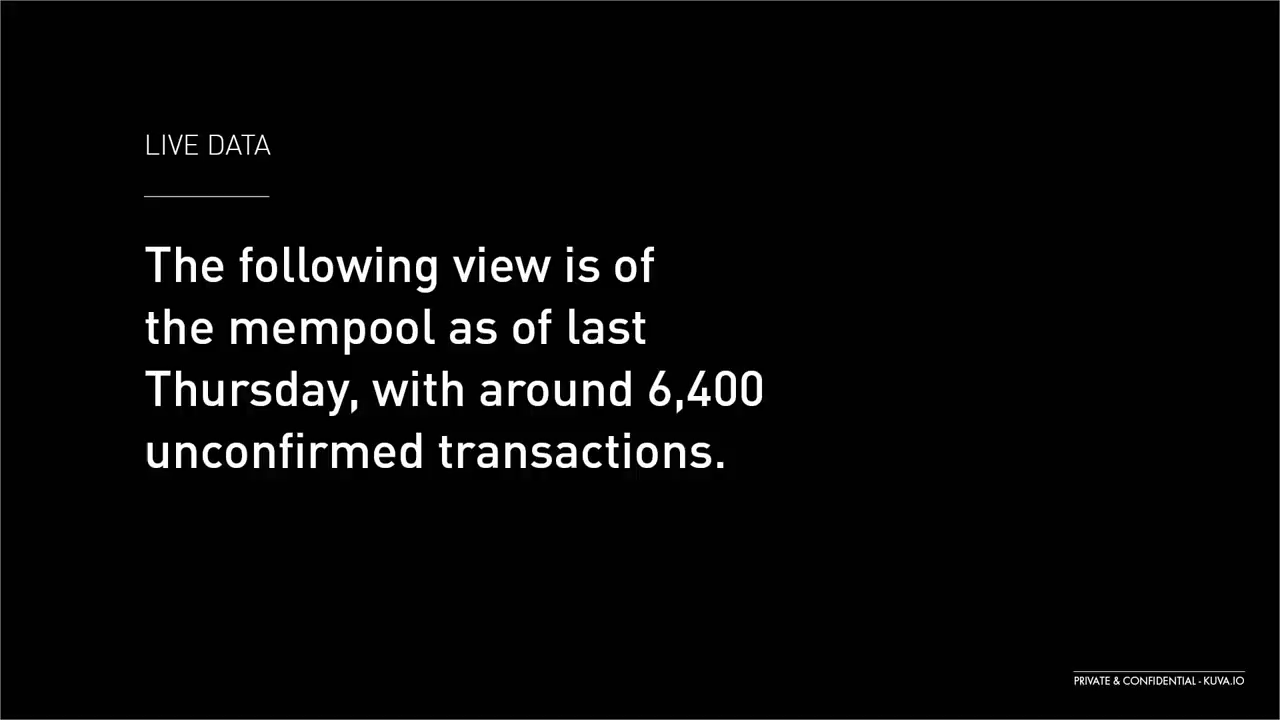 LIVE DATA
The following view is of
the mempool as of last
Thursday, with around 6,400
unconfirmed transactions.
PRIVATE & CONFIDENTIAL - KUVA.IO